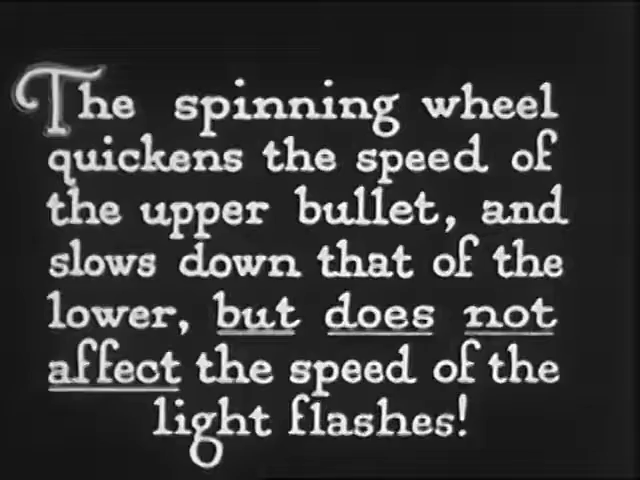 The spinning wheel
quickens the speed of
the upper bullet, and
slows down that of the
lower, but does not
affect the speed of the
light flashes!